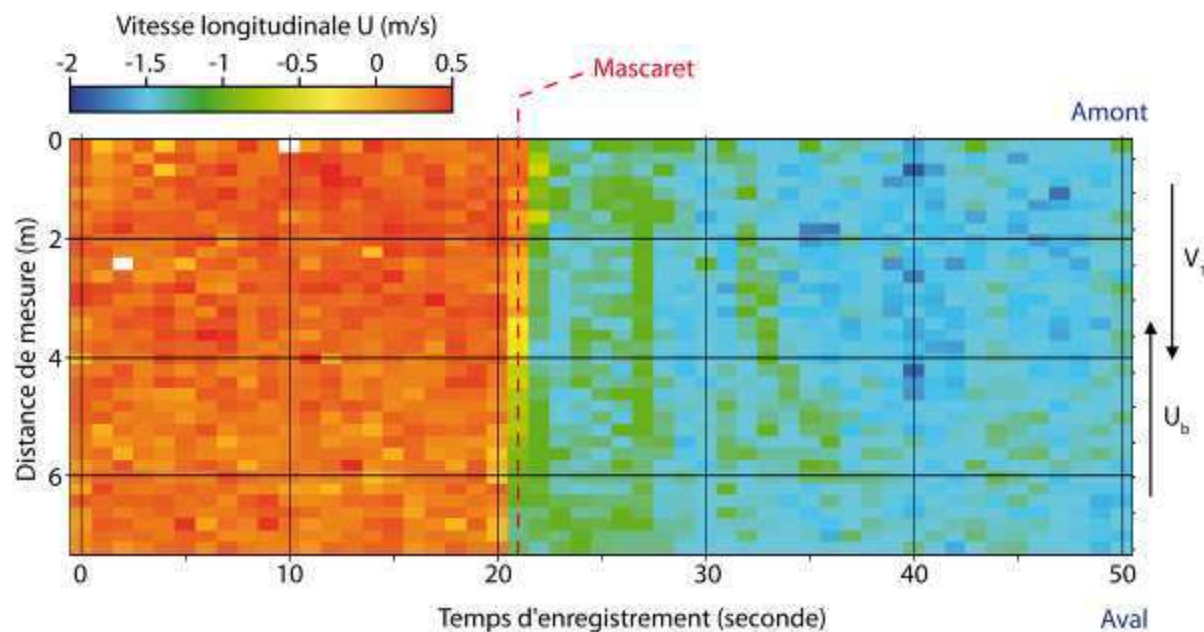 Vitesse longitudinale U (m/s)
-2 -1.5 -1 -0.5 0 0.5
Mascaret
Amont
0
2
4
6
Distance de mesure (m)
V
U_b
0 10 20 30 40 50
Temps d'enregistrement (seconde)
Aval